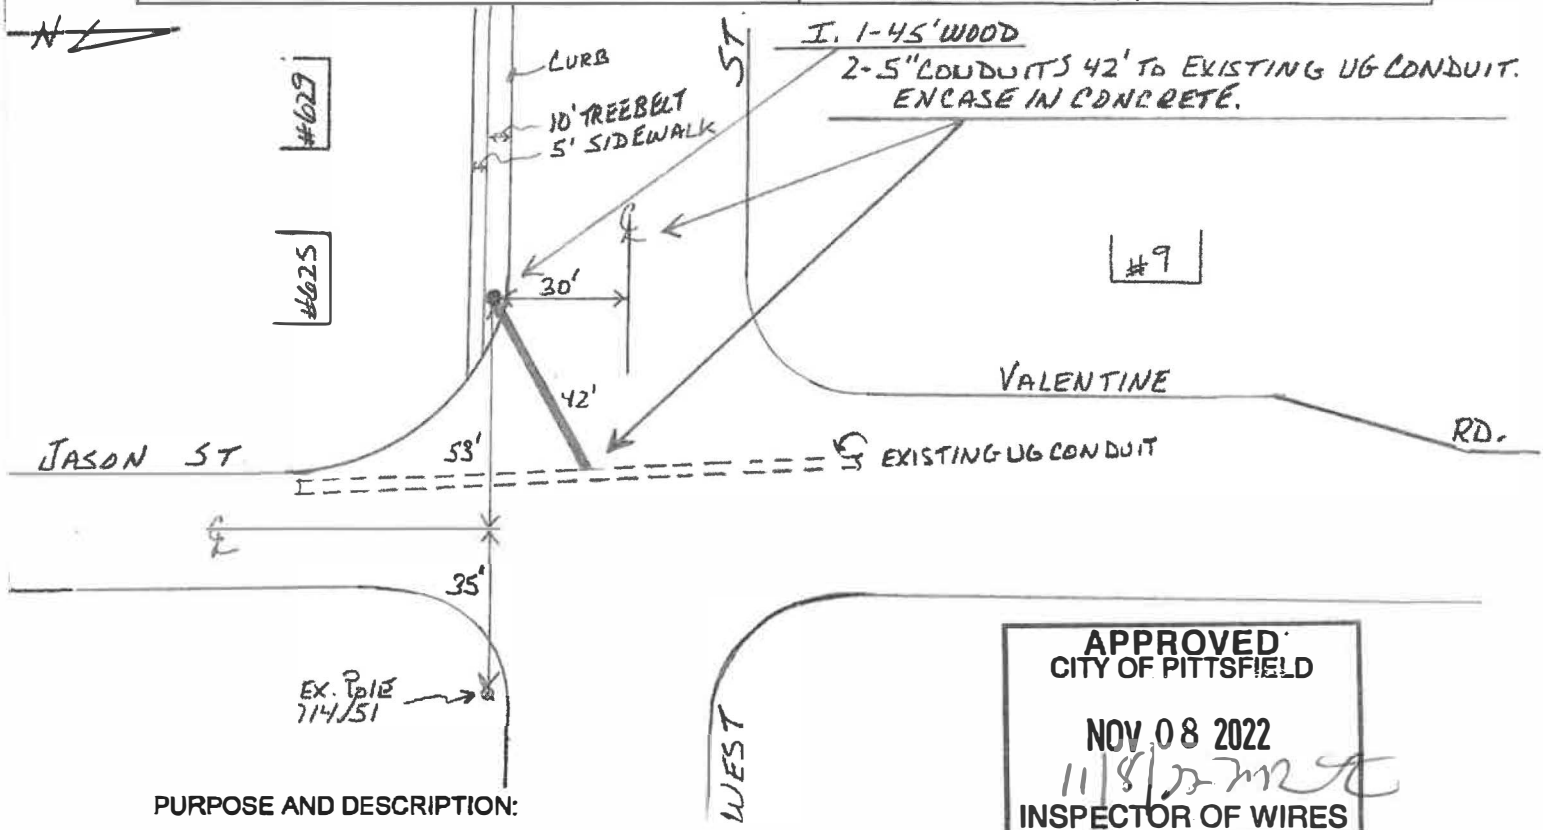 N
I. 1-45' WOOD
2-5" CONDUITS 42' TO EXISTING UG CONDUIT.
ENCASE IN CONCRETE.
ST
CURB
10' TREEBELT
5' SIDEWALK
#629
#625
#9
℄
30'
42'
53'
VALENTINE
RD.
JASON ST
EXISTING UG CONDUIT
℄
35'
EX. POLE
714/51
WEST
APPROVED
CITY OF PITTSFIELD
NOV 08 2022
11/8/22
INSPECTOR OF WIRES
PURPOSE AND DESCRIPTION: